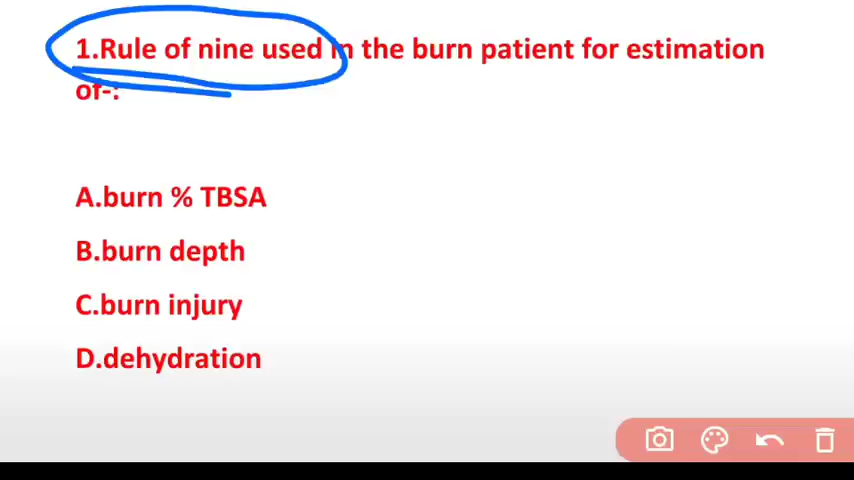 1.Rule of nine used in the burn patient for estimation
of-:
A.burn % TBSA
B.burn depth
C.burn injury
D.dehydration